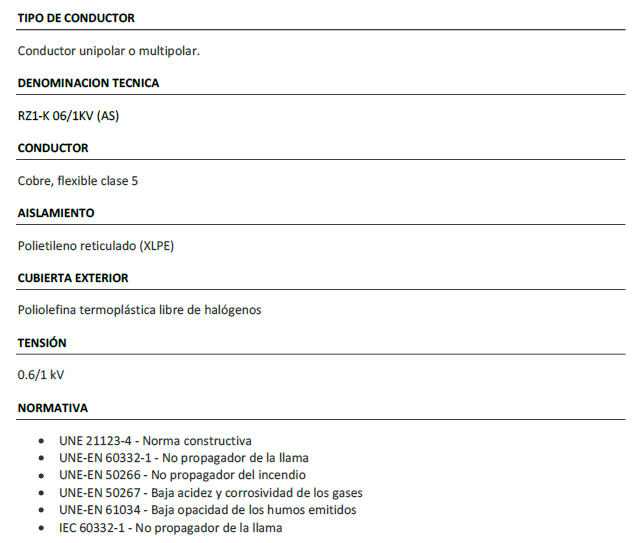 TIPO DE CONDUCTOR
Conductor unipolar o multipolar.
DENOMINACION TECNICA
RZ1-K 06/1KV (AS)
CONDUCTOR
Cobre, flexible clase 5
AISLAMIENTO
Polietileno reticulado (XLPE)
CUBIERTA EXTERIOR
Poliolefina termoplástica libre de halógenos
TENSIÓN
0.6/1 kV
NORMATIVA
• UNE 21123-4 - Norma constructiva
• UNE-EN 60332-1 - No propagador de la llama
• UNE-EN 50266 - No propagador del incendio
• UNE-EN 50267 - Baja acidez y corrosividad de los gases
• UNE-EN 61034 - Baja opacidad de los humos emitidos
• IEC 60332-1 - No propagador de la llama